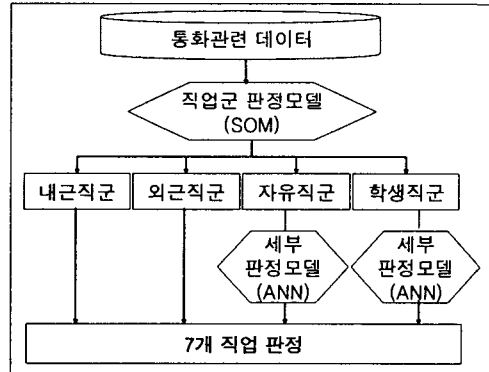 통화관련 데이터
직업군 판정모델
(SOM)
내근직군
외근직군
자유직군
학생직군
세부
판정모델
(ANN)
세부
판정모델
(ANN)
7개 직업 판정